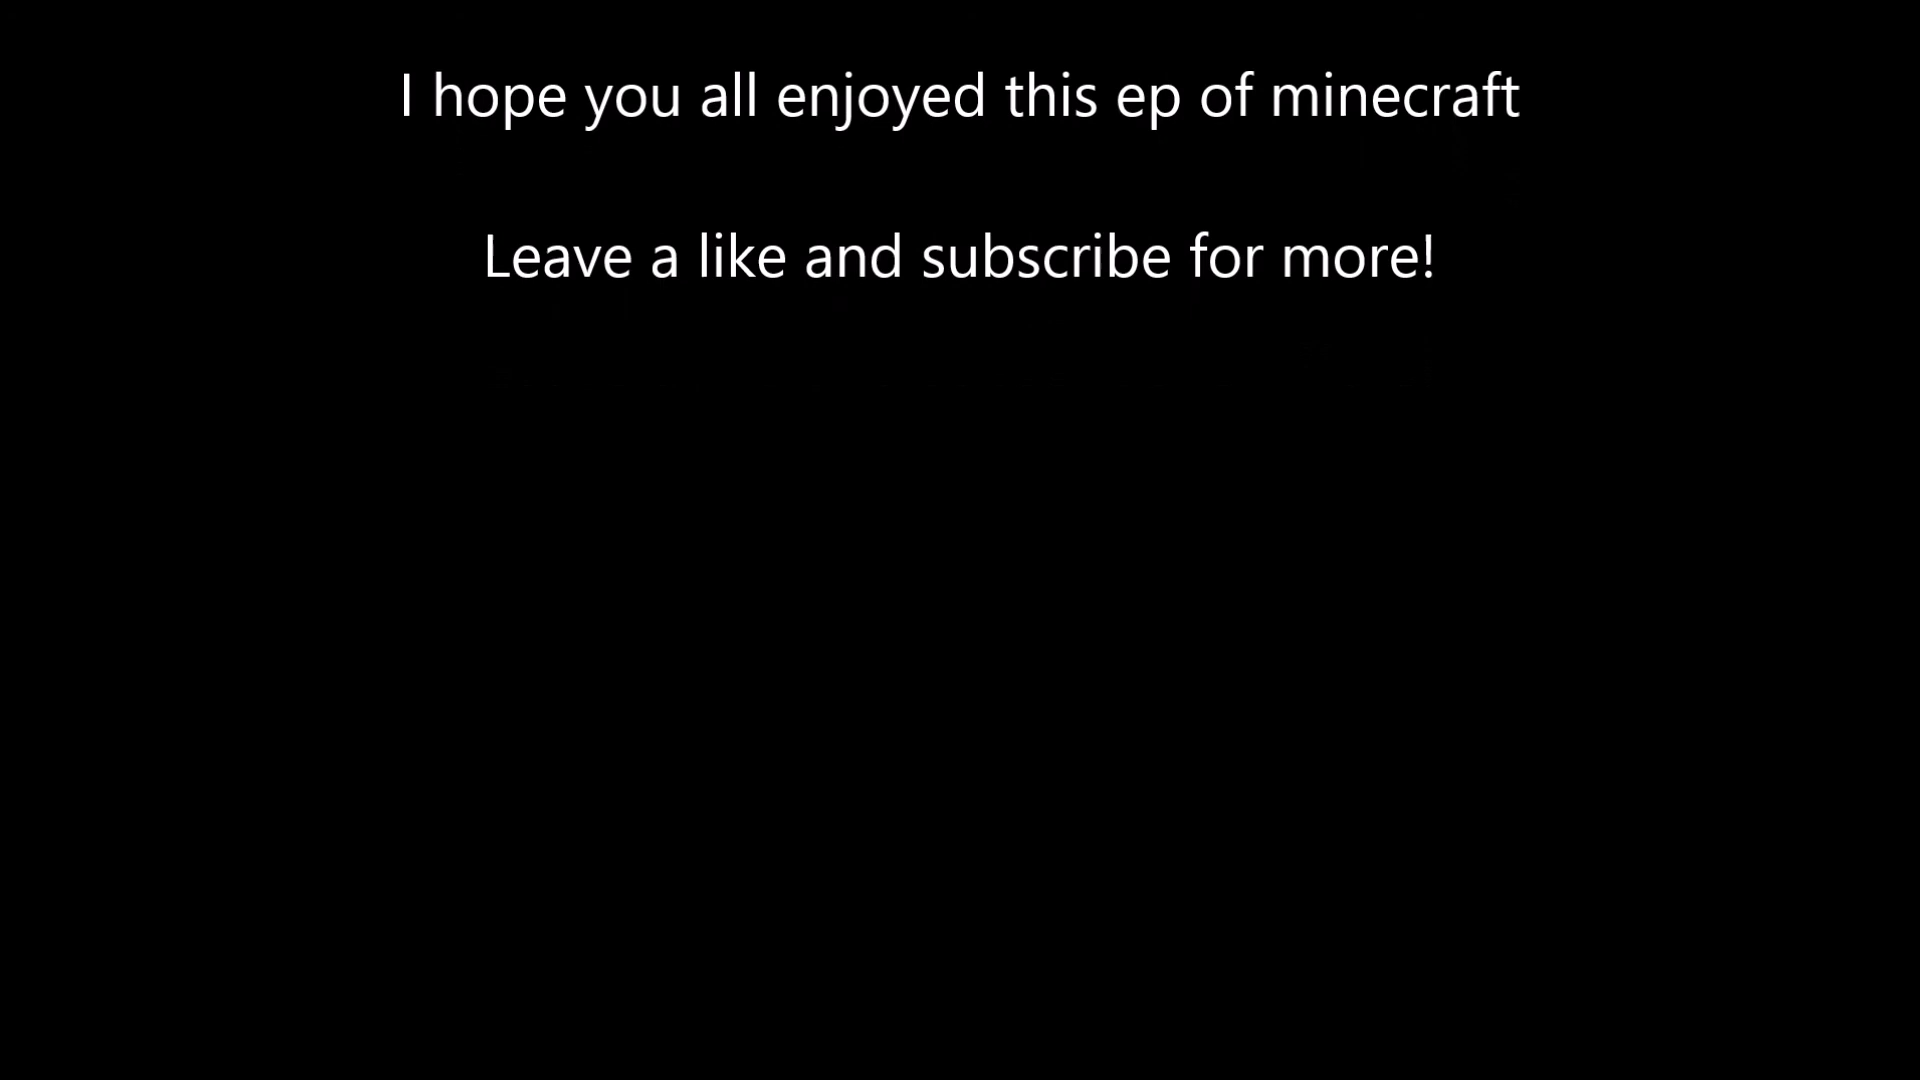 I hope you all enjoyed this ep of minecraft
Leave a like and subscribe for more!